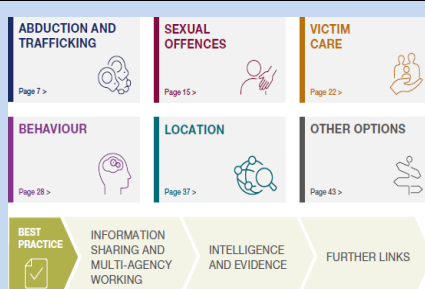 ABDUCTION AND
TRAFFICKING
Page 7 >
SEXUAL
OFFENCES
Page 15 >
VICTIM
CARE
Page 22 >
BEHAVIOUR
Page 28 >
LOCATION
Page 37 >
OTHER OPTIONS
Page 43 >
BEST
PRACTICE
INFORMATION
SHARING AND
MULTI-AGENCY
WORKING
INTELLIGENCE
AND EVIDENCE
FURTHER LINKS